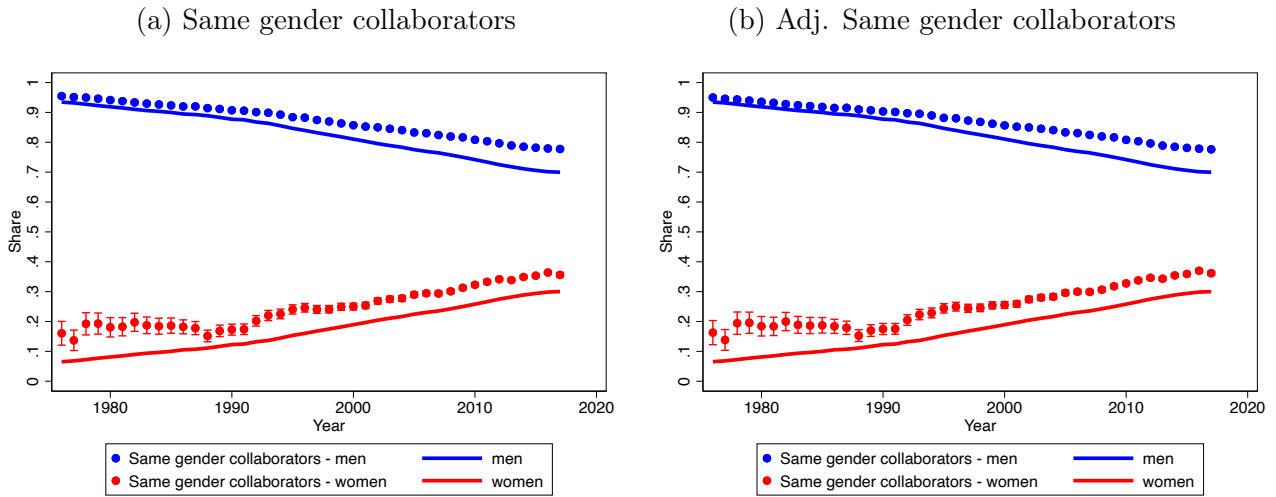 (a) Same gender collaborators
1
.9
.8
.7
.6
.5
.4
.3
.2
.1
0
Share
1980 1990 2000 2010 2020
Year
Same gender collaborators - men men
Same gender collaborators - women women
(b) Adj. Same gender collaborators
1
.9
.8
.7
.6
.5
.4
.3
.2
.1
0
Share
1980 1990 2000 2010 2020
Year
Same gender collaborators - men men
Same gender collaborators - women women